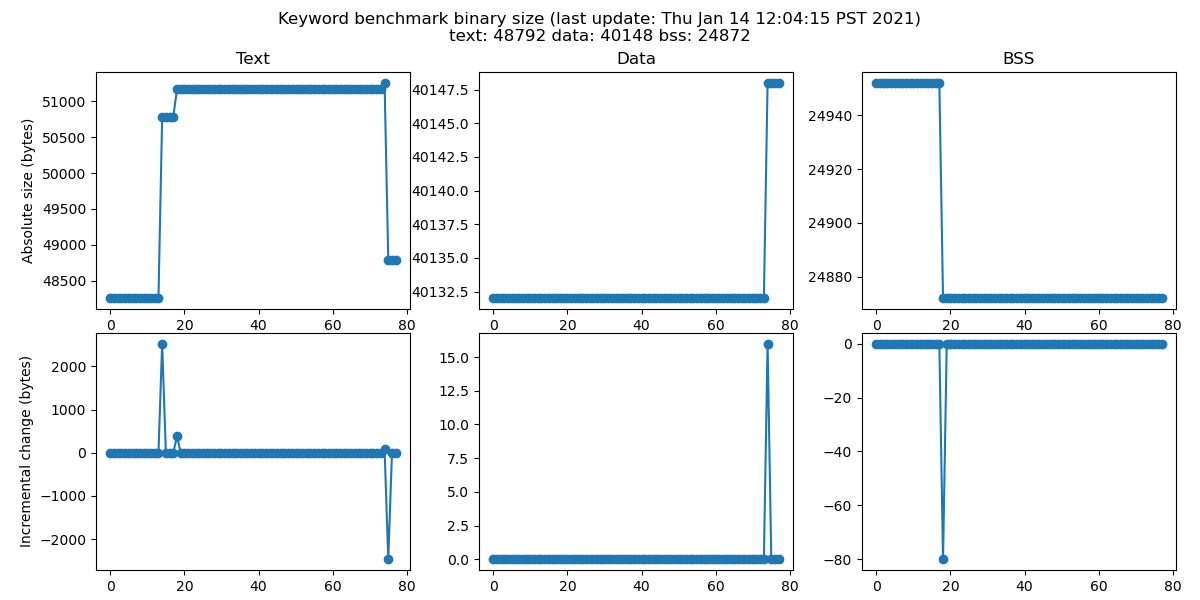 Keyword benchmark binary size (last update: Thu Jan 14 12:04:15 PST 2021)
text: 48792 data: 40148 bss: 24872
Text
Absolute size (bytes)
51000
50500
50000
49500
49000
48500
0 20 40 60 80
Data
40147.5
40145.0
40142.5
40140.0
40137.5
40135.0
40132.5
0 20 40 60 80
BSS
24940
24920
24900
24880
0 20 40 60 80
Incremental change (bytes)
2000
1000
0
−1000
−2000
0 20 40 60 80
15.0
12.5
10.0
7.5
5.0
2.5
0.0
0 20 40 60 80
0
−20
−40
−60
−80
0 20 40 60 80